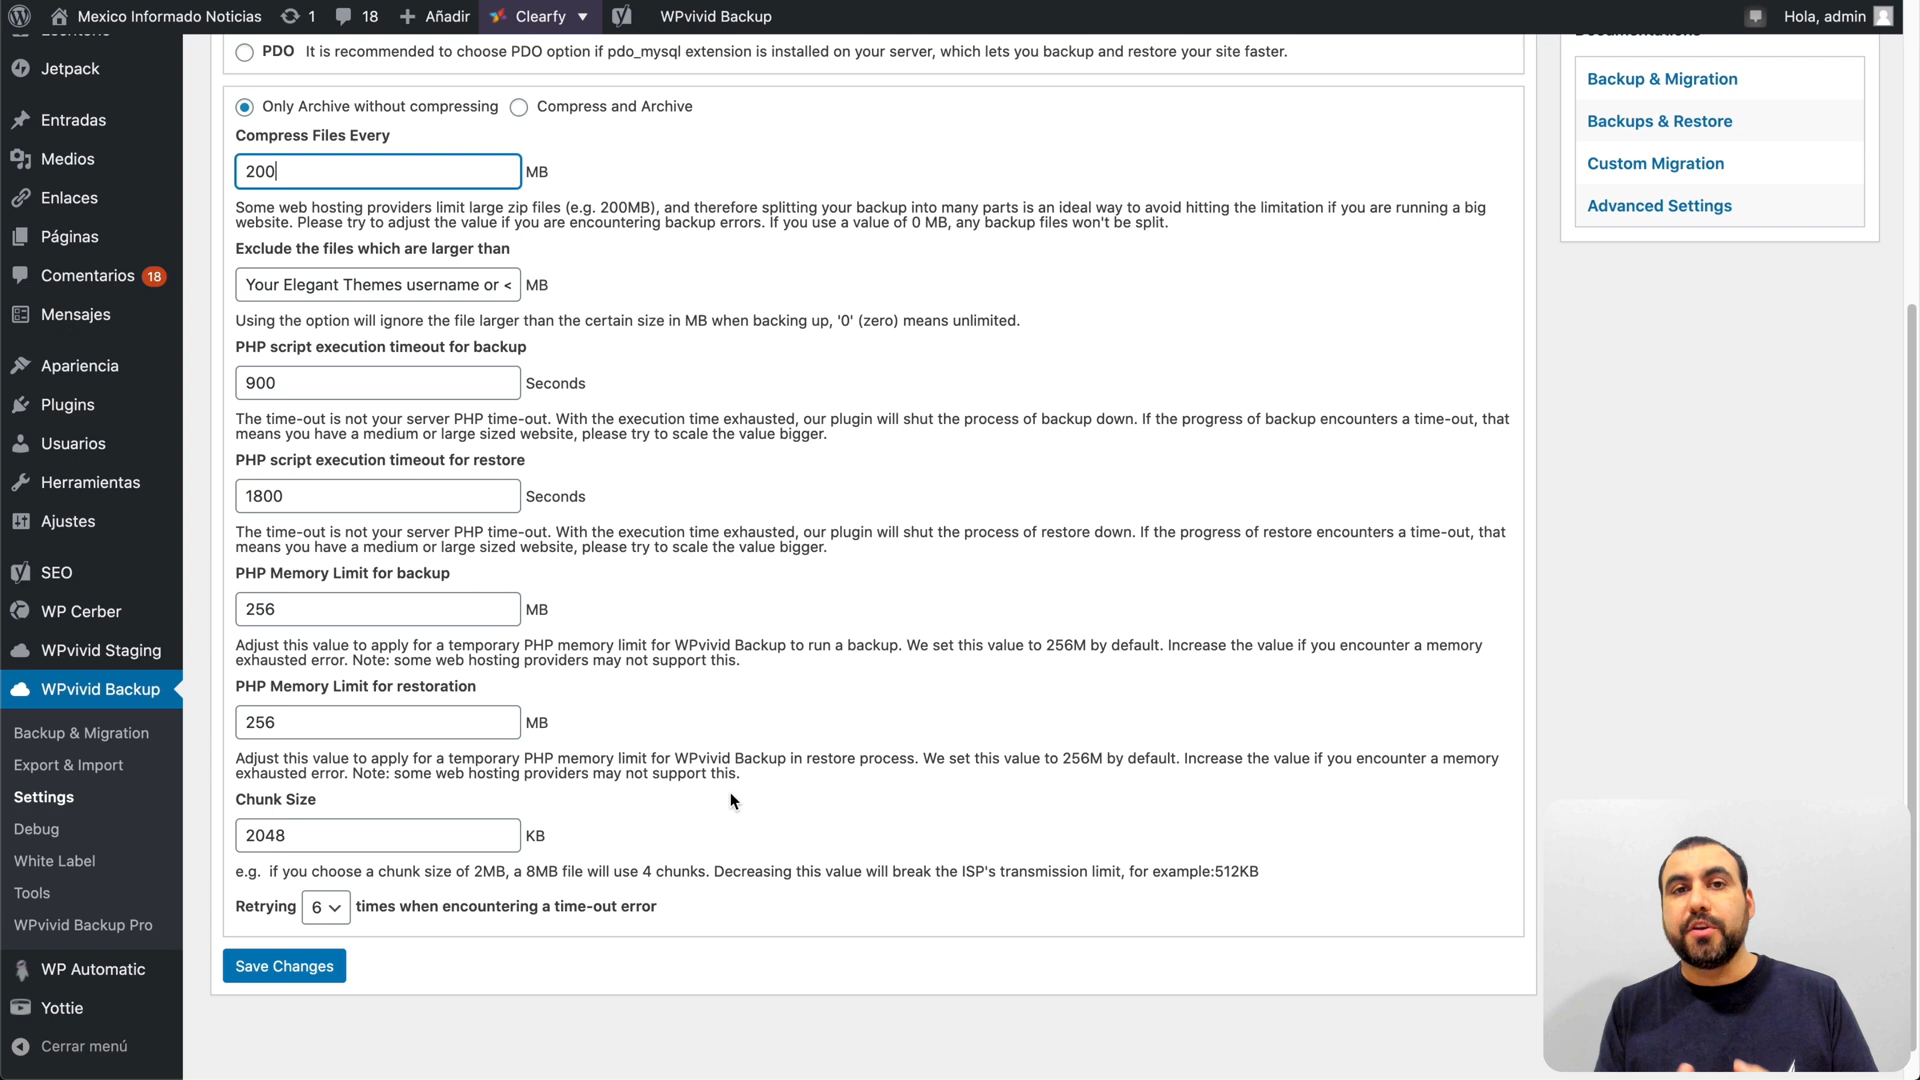 Mexico Informado Noticias 1 18 Añadir Clearfy WPvivid Backup Hola, admin
Jetpack
Entradas
Medios
Enlaces
Páginas
Comentarios 18
Mensajes
Apariencia
Plugins
Usuarios
Herramientas
Ajustes
SEO
WP Cerber
WPvivid Staging
WPvivid Backup
Backup & Migration
Export & Import
Settings
Debug
White Label
Tools
WPvivid Backup Pro
WP Automatic
Yottie
Cerrar menú
PDO It is recommended to choose PDO option if pdo_mysql extension is installed on your server, which lets you backup and restore your site faster.
Only Archive without compressing Compress and Archive
Compress Files Every
200 MB
Some web hosting providers limit large zip files (e.g. 200MB), and therefore splitting your backup into many parts is an ideal way to avoid hitting the limitation if you are running a big
website. Please try to adjust the value if you are encountering backup errors. If you use a value of 0 MB, any backup files won't be split.
Exclude the files which are larger than
Your Elegant Themes username or < MB
Using the option will ignore the file larger than the certain size in MB when backing up, '0' (zero) means unlimited.
PHP script execution timeout for backup
900 Seconds
The time-out is not your server PHP time-out. With the execution time exhausted, our plugin will shut the process of backup down. If the progress of backup encounters a time-out, that
means you have a medium or large sized website, please try to scale the value bigger.
PHP script execution timeout for restore
1800 Seconds
The time-out is not your server PHP time-out. With the execution time exhausted, our plugin will shut the process of restore down. If the progress of restore encounters a time-out, that
means you have a medium or large sized website, please try to scale the value bigger.
PHP Memory Limit for backup
256 MB
Adjust this value to apply for a temporary PHP memory limit for WPvivid Backup to run a backup. We set this value to 256M by default. Increase the value if you encounter a memory
exhausted error. Note: some web hosting providers may not support this.
PHP Memory Limit for restoration
256 MB
Adjust this value to apply for a temporary PHP memory limit for WPvivid Backup in restore process. We set this value to 256M by default. Increase the value if you encounter a memory
exhausted error. Note: some web hosting providers may not support this.
Chunk Size
2048 KB
e.g. if you choose a chunk size of 2MB, a 8MB file will use 4 chunks. Decreasing this value will break the ISP's transmission limit, for example:512KB
Retrying 6 times when encountering a time-out error
Save Changes
Backup & Migration
Backups & Restore
Custom Migration
Advanced Settings